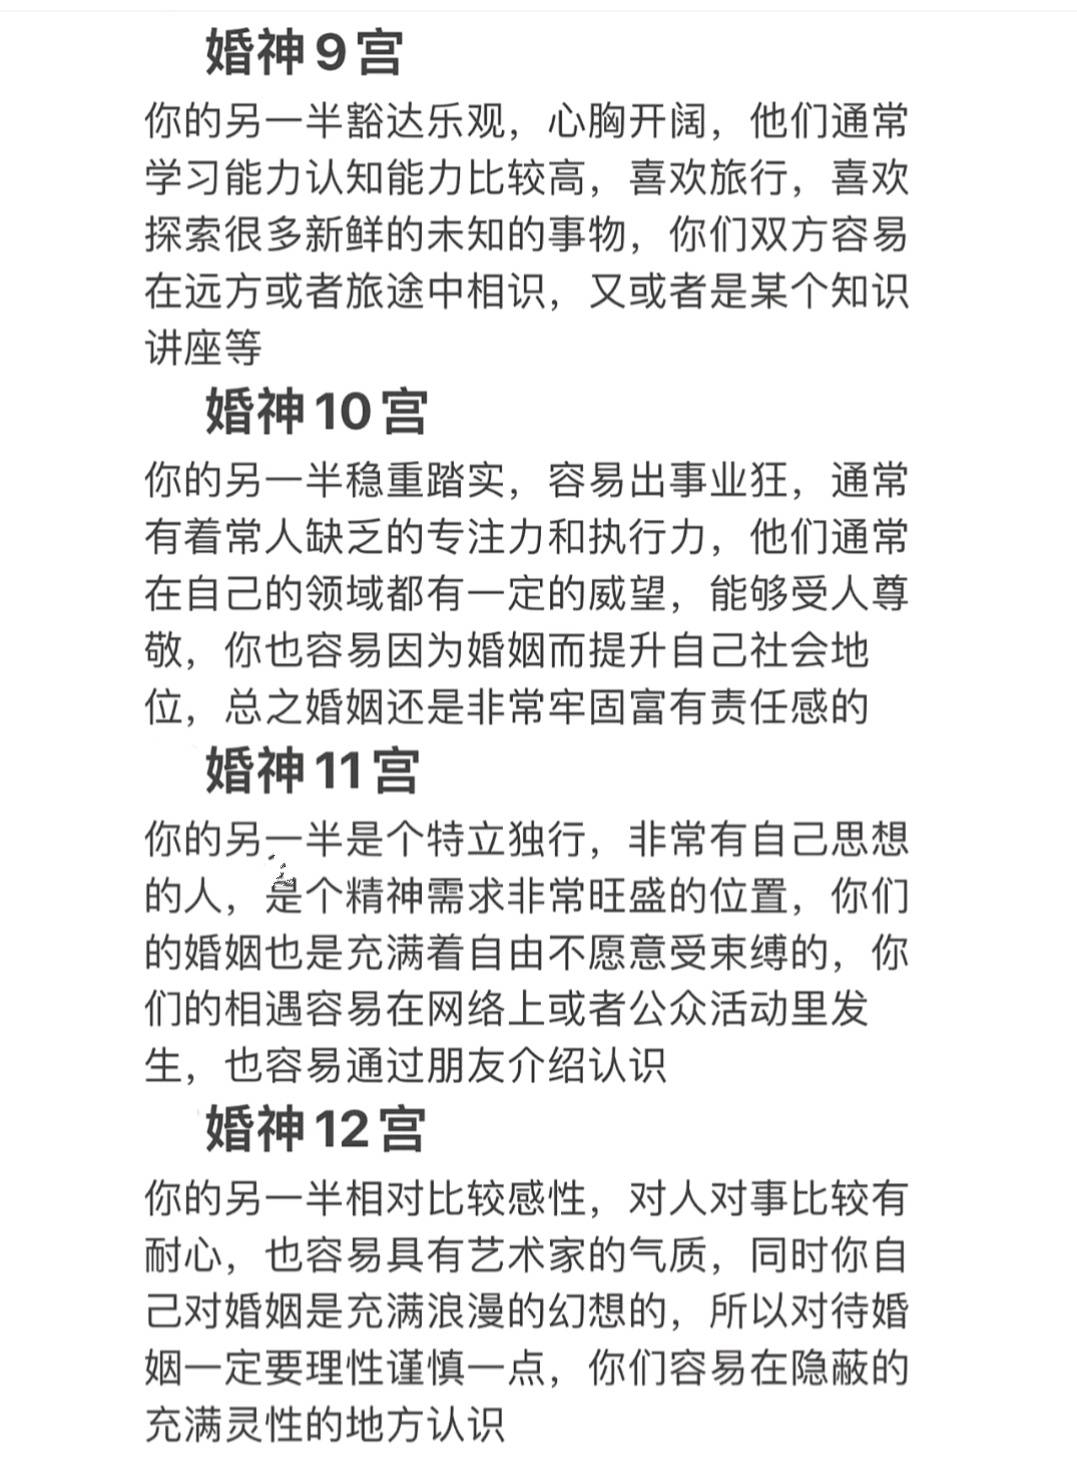 婚神9宫
你的另一半豁达乐观，心胸开阔，他们通常
学习能力认知能力比较高，喜欢旅行，喜欢
探索很多新鲜的未知的事物，你们双方容易
在远方或者旅途中相识，又或者是某个知识
讲座等
婚神10宫
你的另一半稳重踏实，容易出事业狂，通常
有着常人缺乏的专注力和执行力，他们通常
在自己的领域都有一定的威望，能够受人尊
敬，你也容易因为婚姻而提升自己社会地
位，总之婚姻还是非常牢固富有责任感的
婚神11宫
你的另一半是个特立独行，非常有自己思想
的人，是个精神需求非常旺盛的位置，你们
的婚姻也是充满着自由不愿意受束缚的，你
们的相遇容易在网络上或者公众活动里发
生，也容易通过朋友介绍认识
婚神12宫
你的另一半相对比较感性，对人对事比较有
耐心，也容易具有艺术家的气质，同时你自
己对婚姻是充满浪漫的幻想的，所以对待婚
姻一定要理性谨慎一点，你们容易在隐蔽的
充满灵性的地方认识